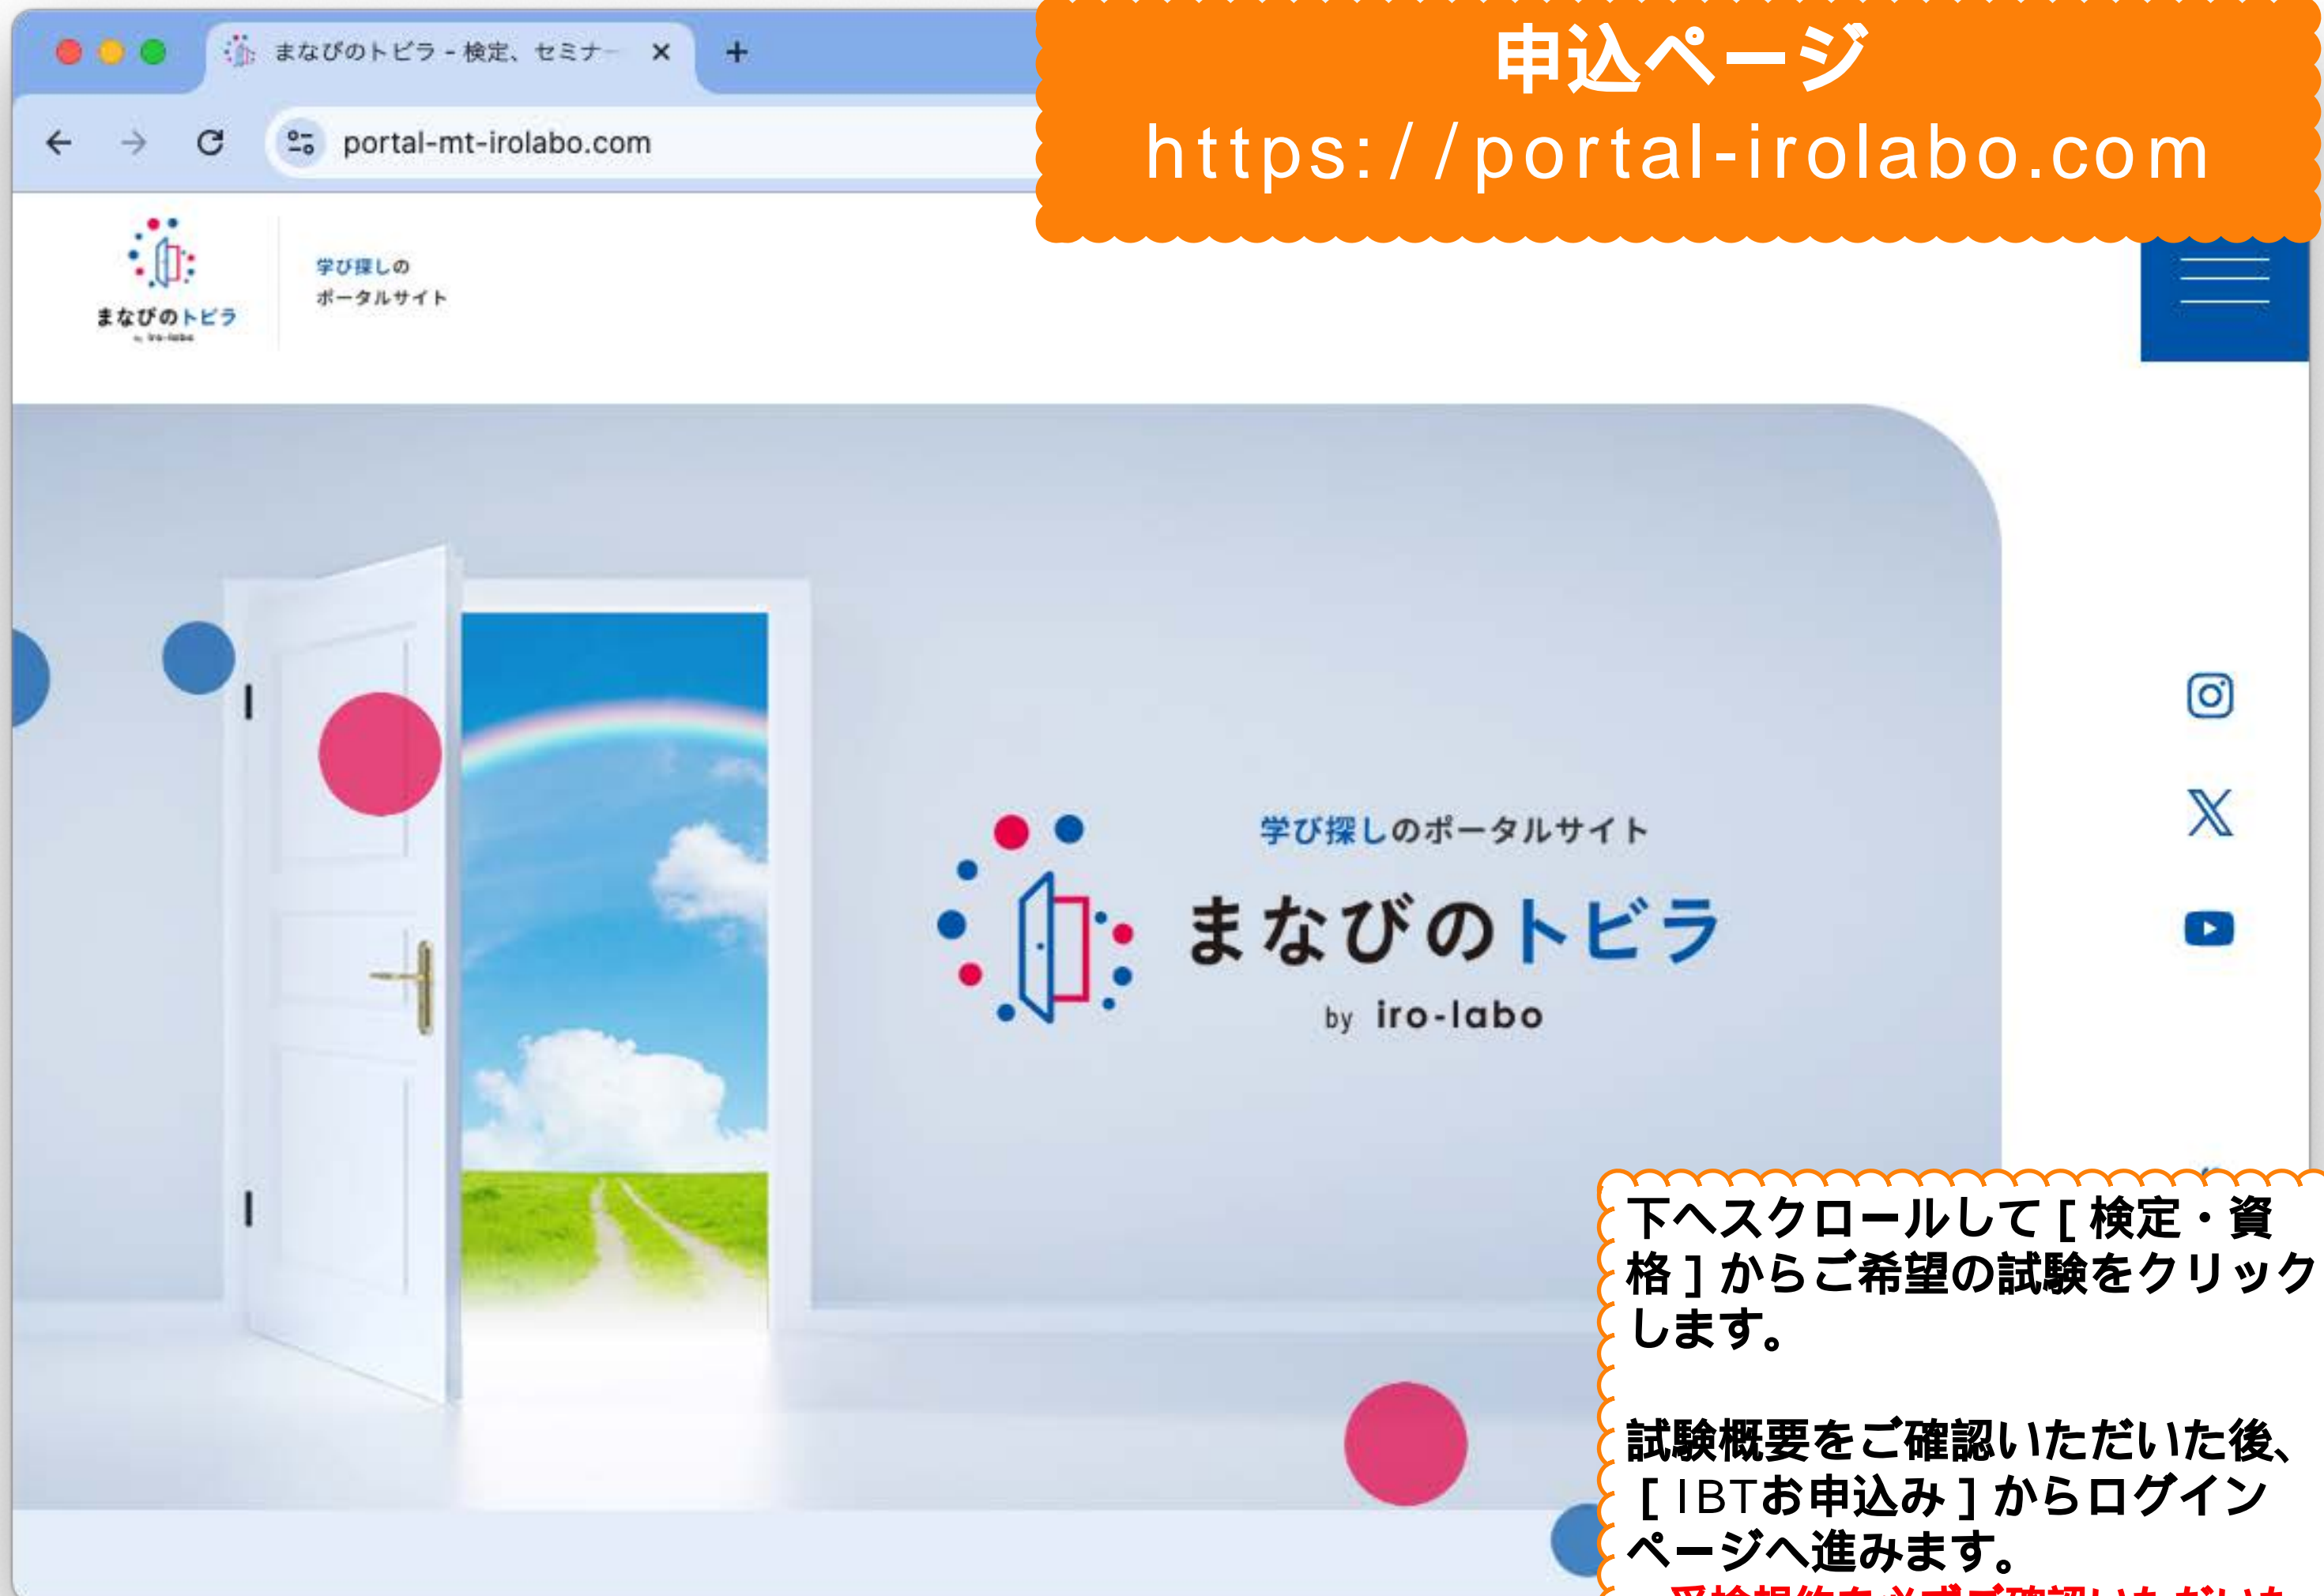 まなびのトビラ - 検定、セミナー
portal-mt-irolabo.com
申込ページ
https://portal-irolabo.com
まなびのトビラ
by iro-labo
学び探しの
ポータルサイト
学び探しのポータルサイト
まなびのトビラ
by iro-labo
下へスクロールして[検定・資
格]からご希望の試験をクリック
します。
試験概要をご確認いただいた後、
[IBTお申込み]からログイン
ページへ進みます。